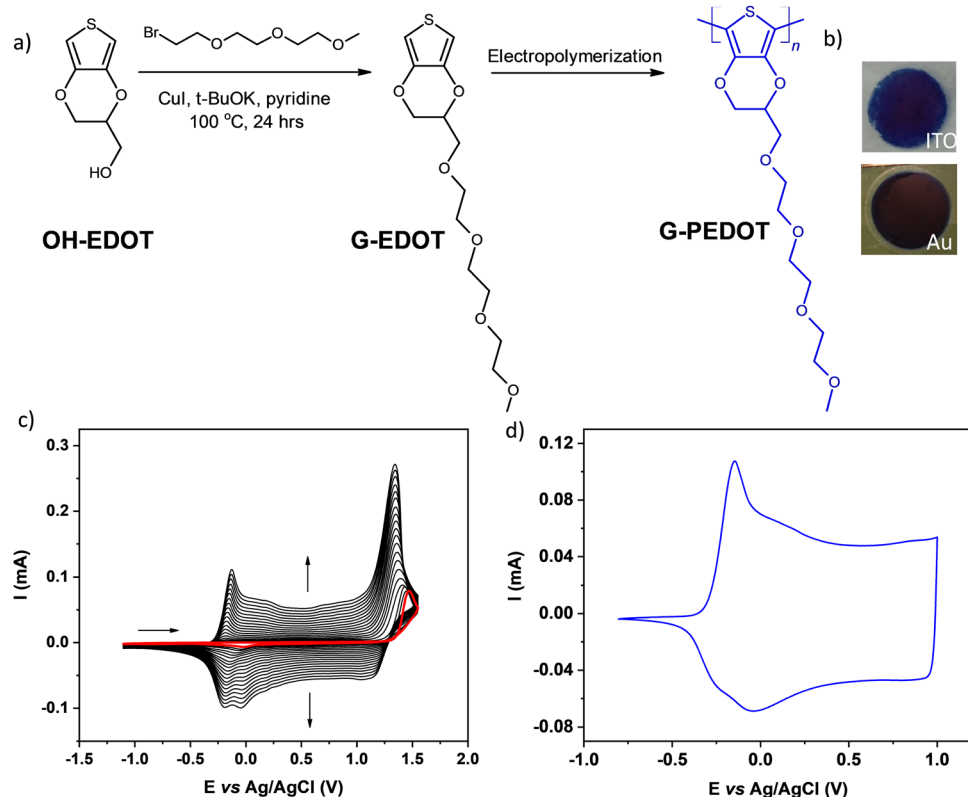 a)
Br
O
O
O
CuI, t-BuOK, pyridine
100 °C, 24 hrs
S
O
O
HO
OH-EDOT
S
O
O
O
O
O
O
G-EDOT
Electropolymerization
S
n
O
O
O
O
O
O
G-PEDOT
b)
ITO
Au
c)
I (mA)
0.3
0.2
0.1
0.0
-0.1
-1.5 -1.0 -0.5 0.0 0.5 1.0 1.5 2.0
E vs Ag/AgCl (V)
d)
I (mA)
0.12
0.08
0.04
0.00
-0.04
-0.08
-1.0 -0.5 0.0 0.5 1.0
E vs Ag/AgCl (V)